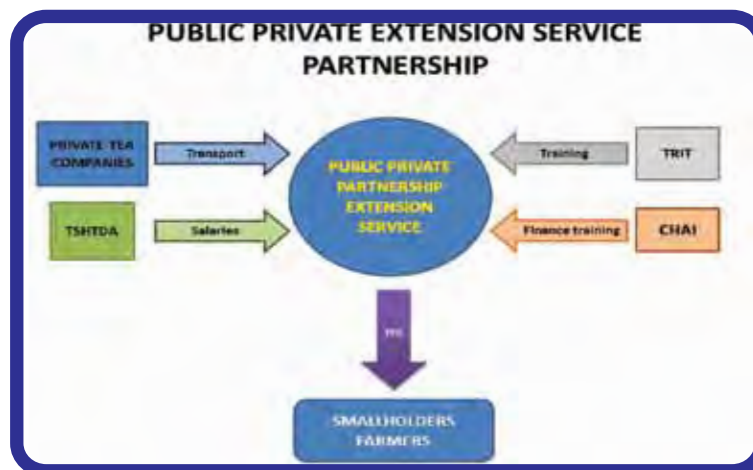 PUBLIC PRIVATE EXTENSION SERVICE
PARTNERSHIP
PRIVATE TEA
COMPANIES
Transport
PUBLIC PRIVATE
PARTNERSHIP
EXTENSION
SERVICE
Training
TRIT
TSHTDA
Salaries
Finance training
CHAI
SMALLHOLDERS
FARMERS